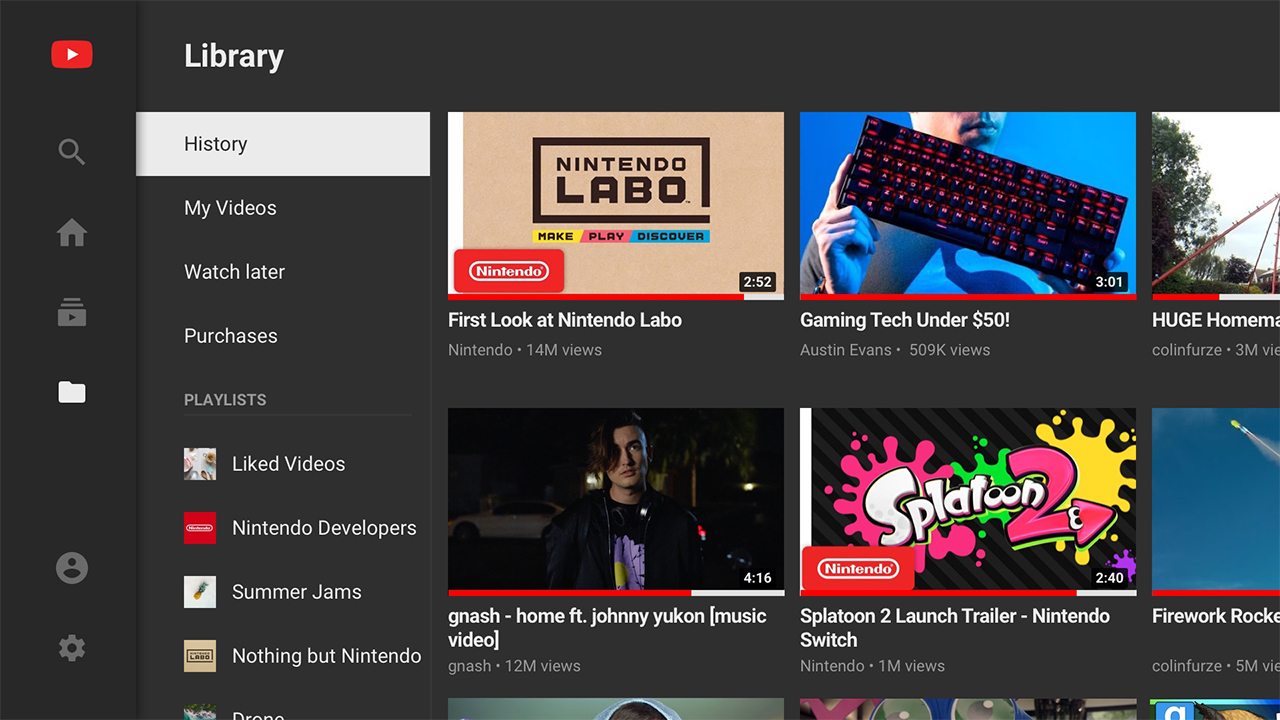 Library
History
My Videos
Watch later
Purchases
PLAYLISTS
Liked Videos
Nintendo
Nintendo Developers
Summer Jams
NINTENDO
LABO
Nothing but Nintendo
Drone
NINTENDO
LABO™
MAKE PLAY DISCOVER
Nintendo®
2:52
First Look at Nintendo Labo
Nintendo • 14M views
3:01
Gaming Tech Under $50!
Austin Evans • 509K views
HUGE Homema
colinfurze • 3M vie
4:16
gnash - home ft. johnny yukon [music
video]
gnash • 12M views
Splatoon 2
Nintendo®
2:40
Splatoon 2 Launch Trailer - Nintendo
Switch
Nintendo • 1M views
Firework Rocke
colinfurze • 5M vie
g